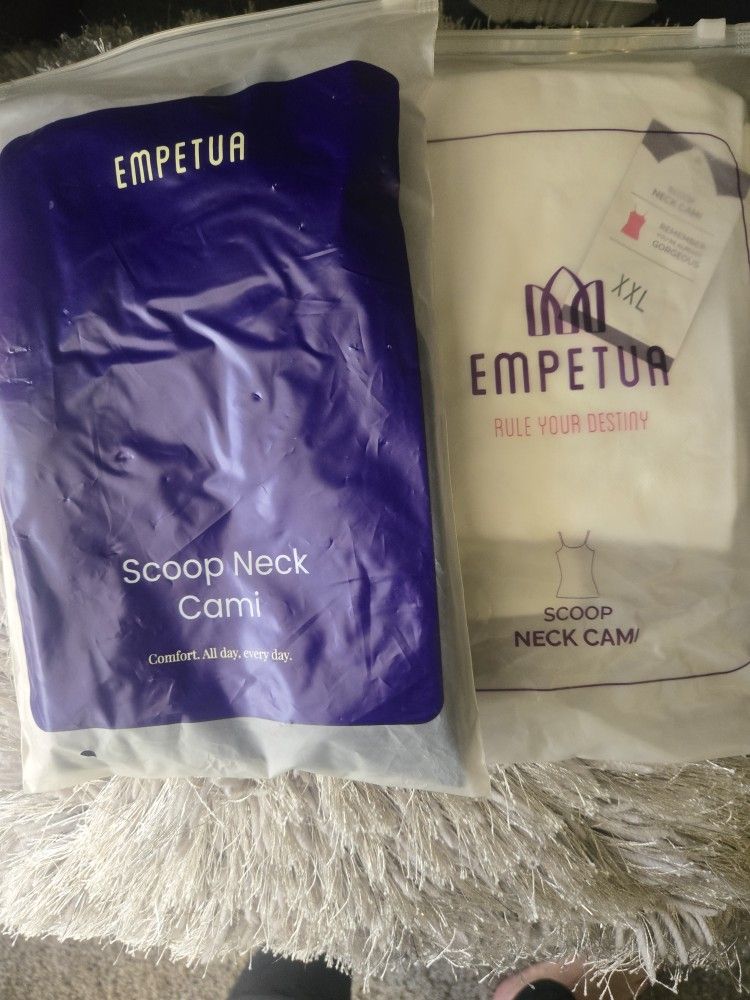 EMPETUA
Scoop Neck
Cami
Comfort. All day, every day.
SCOOP
NECK CAMI
REMEMBER
GORGEOUS
XXL
EMPETUA
RULE YOUR DESTINY
SCOOP
NECK CAMI